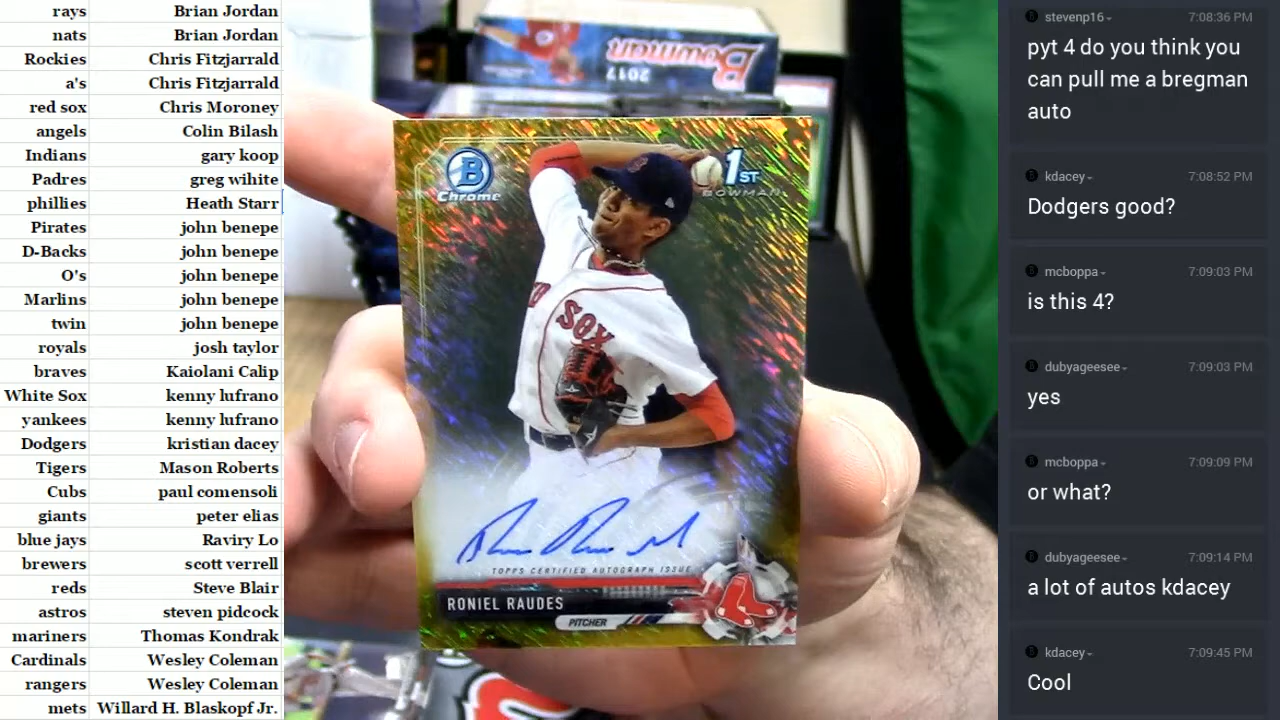 rays Brian Jordan
nats Brian Jordan
Rockies Chris Fitzjarrald
a's Chris Fitzjarrald
red sox Chris Moroney
angels Colin Bilash
Indians gary koop
Padres greg wihite
phillies Heath Starr
Pirates john benepe
D-Backs john benepe
O's john benepe
Marlins john benepe
twin john benepe
royals josh taylor
braves Kaiolani Calip
White Sox kenny lufrano
yankees kenny lufrano
Dodgers kristian dacey
Tigers Mason Roberts
Cubs paul comensoli
giants peter elias
blue jays Raviry Lo
brewers scott verrell
reds Steve Blair
astros steven pidcock
mariners Thomas Kondrak
Cardinals Wesley Coleman
rangers Wesley Coleman
mets Willard H. Blaskopf Jr.
2017
Bowman
B
Chrome
1ST
BOWMAN
SOX
TOPPS CERTIFIED AUTOGRAPH ISSUE
RONIEL RAUDES
PITCHER
stevenp16 7:08:36 PM
pyt 4 do you think you
can pull me a bregman
auto
kdacey 7:08:52 PM
Dodgers good?
mcboppa 7:09:03 PM
is this 4?
dubyageesee 7:09:03 PM
yes
mcboppa 7:09:09 PM
or what?
dubyageesee 7:09:14 PM
a lot of autos kdacey
kdacey 7:09:45 PM
Cool